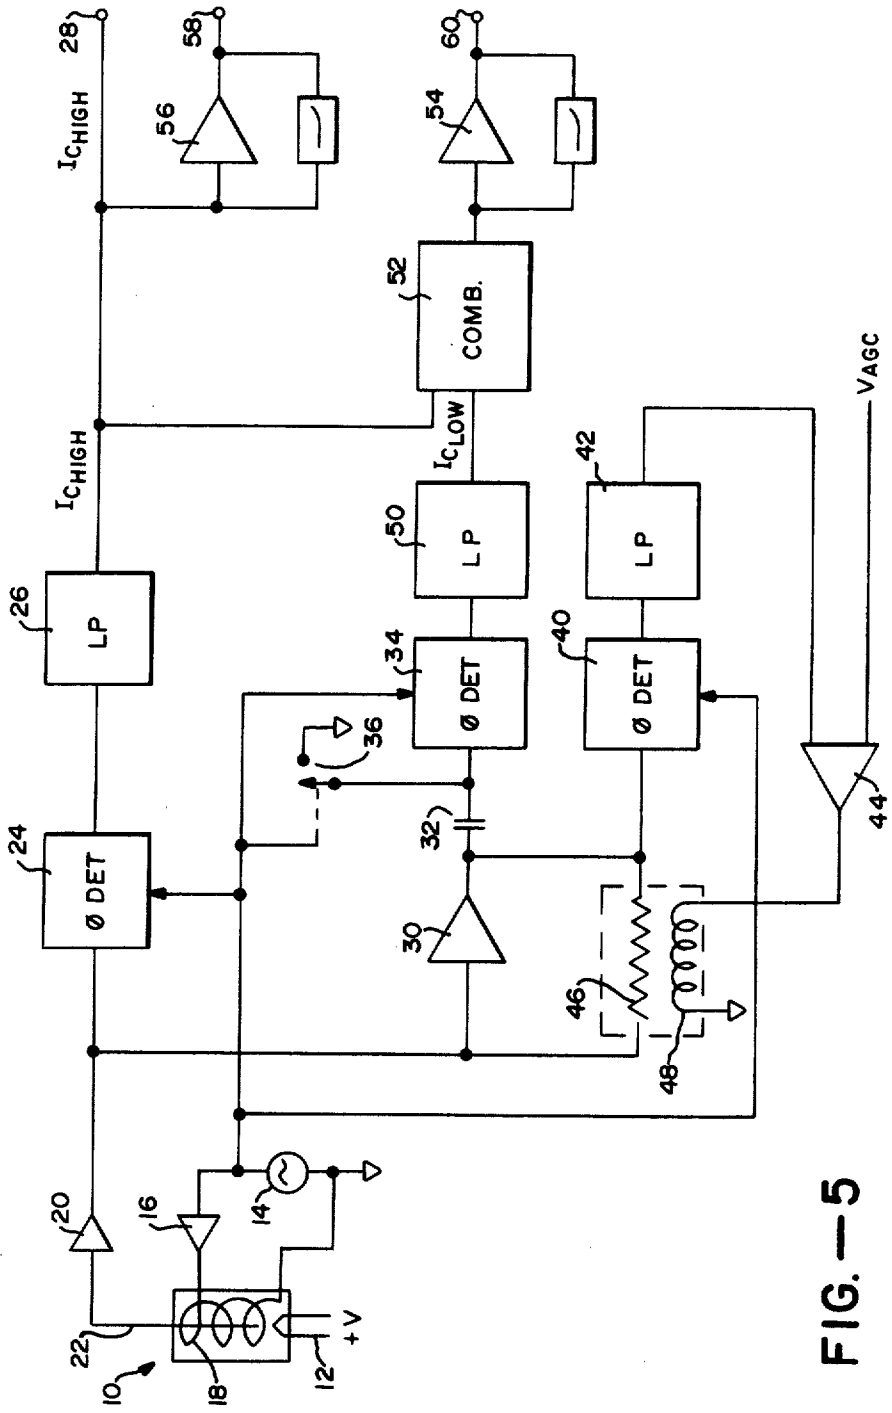 28
I_CHIGH
58
56
60
54
I_CHIGH
52
COMB.
I_CLOW
26
LP
50
LP
42
LP
VAGC
24
Ø DET
34
Ø DET
40
Ø DET
36
32
30
44
46
48
20
16
14
22
10
18
12
+V
FIG.—5